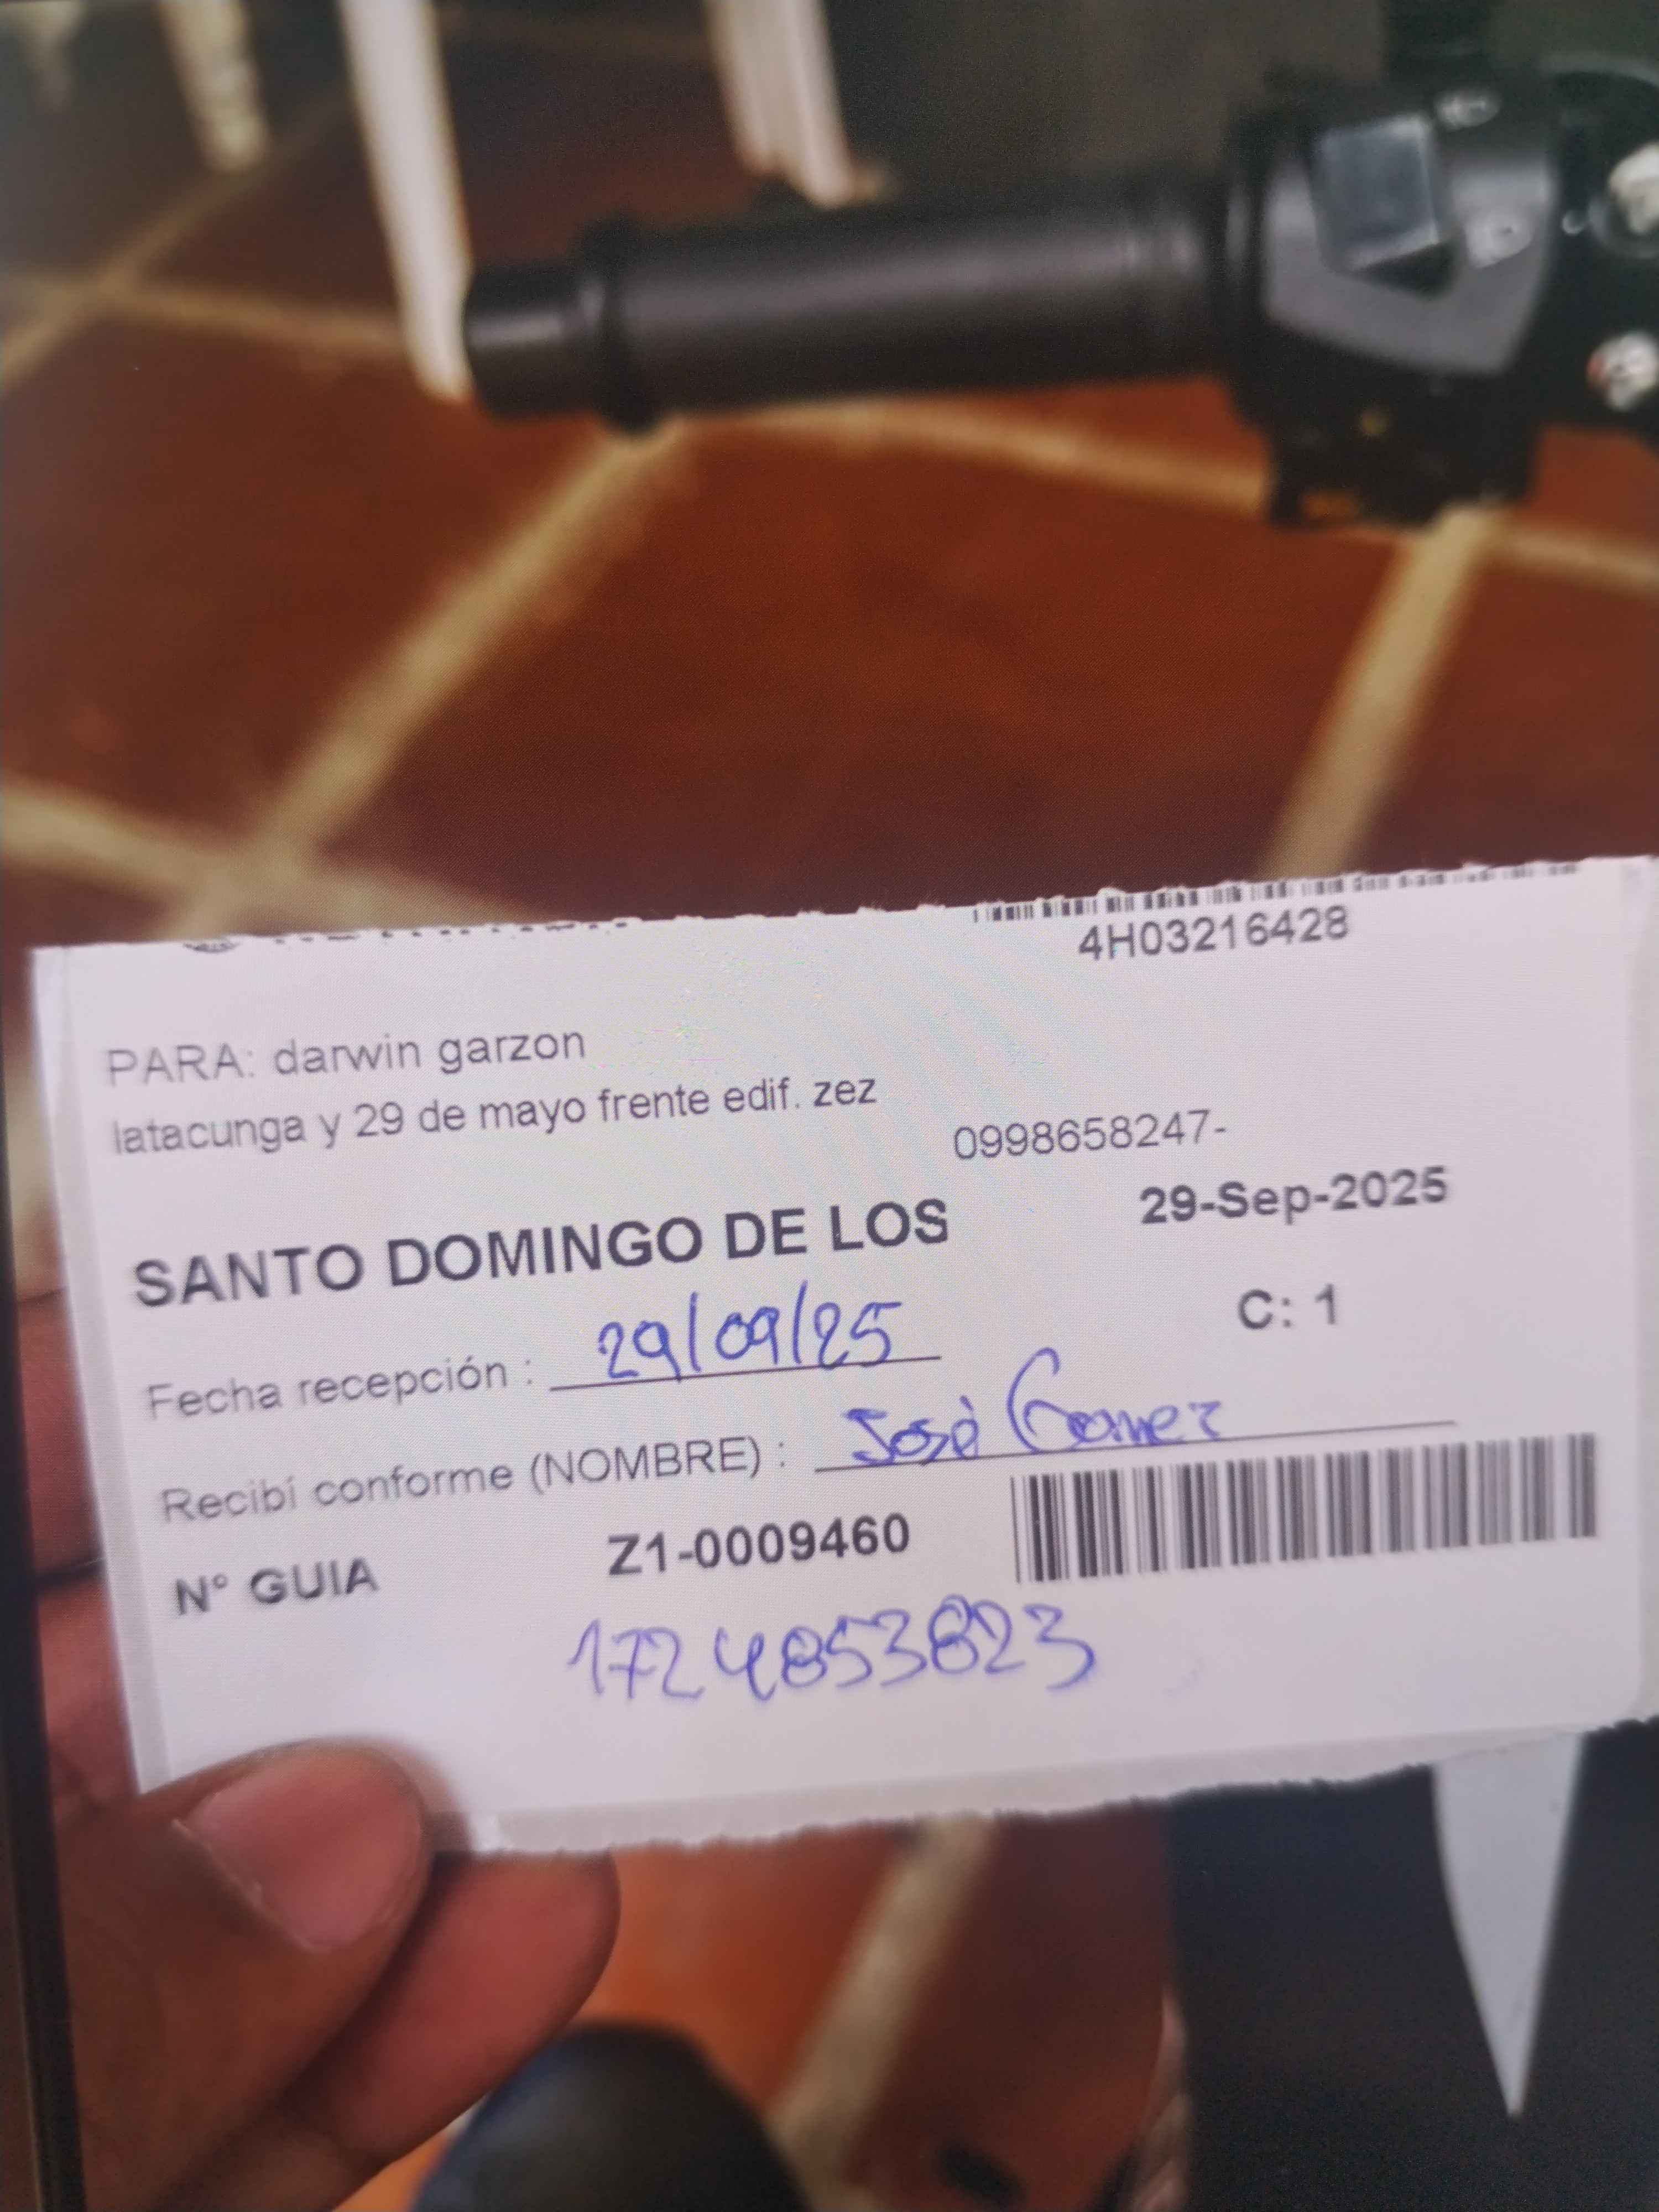 4H03216428
PARA: darwin garzon
latacunga y 29 de mayo frente edif. zez
0998658247-
SANTO DOMINGO DE LOS
29-Sep-2025
C: 1
Fecha recepción : 29/09/25
Recibí conforme (NOMBRE) : José Gomez
N° GUIA Z1-0009460
1724853823